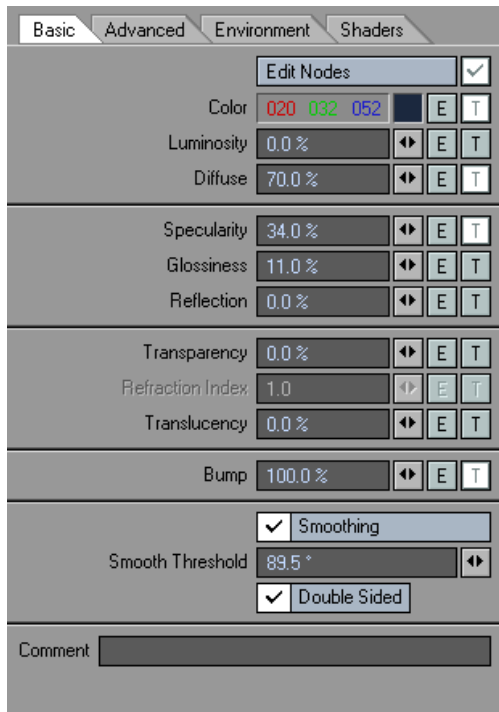 Basic Advanced Environment Shaders
Edit Nodes
Color 020 032 052 E T
Luminosity 0.0 % E T
Diffuse 70.0 % E T
Specularity 34.0 % E T
Glossiness 11.0 % E T
Reflection 0.0 % E T
Transparency 0.0 % E T
Refraction Index 1.0 E T
Translucency 0.0 % E T
Bump 100.0 % E T
Smoothing
Smooth Threshold 89.5 °
Double Sided
Comment